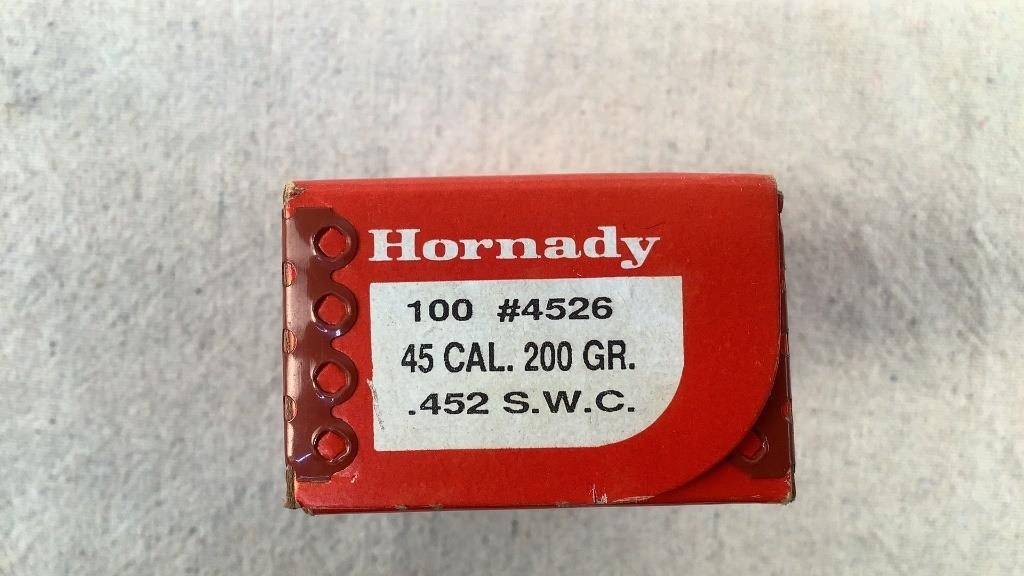 Hornady
100 #4526
45 CAL. 200 GR.
.452 S.W.C.